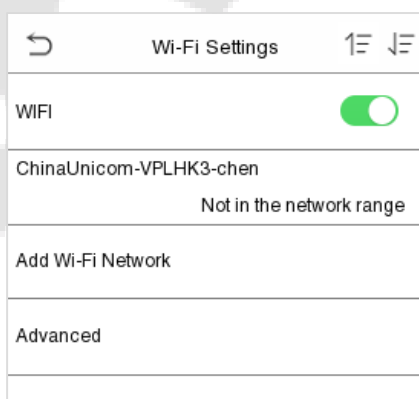 Wi-Fi Settings
WIFI
ChinaUnicom-VPLHK3-chen
Not in the network range
Add Wi-Fi Network
Advanced